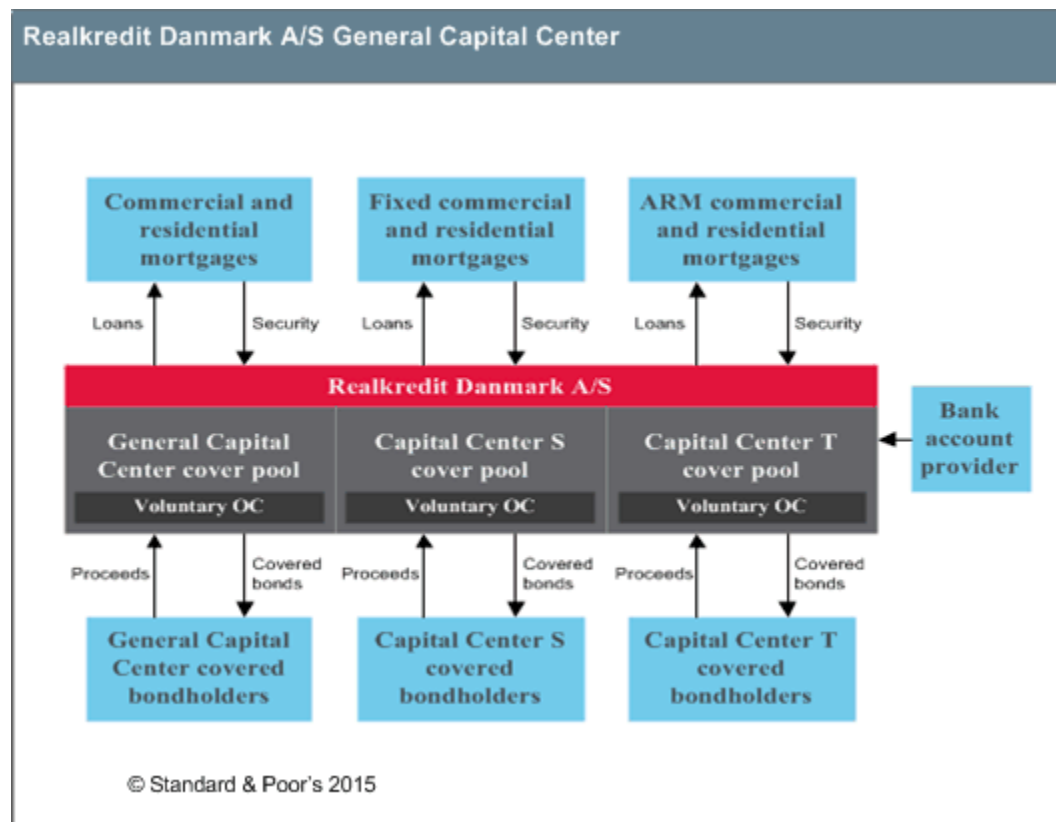 Realkredit Danmark A/S General Capital Center
Commercial and
residential
mortgages
Fixed commercial
and residential
mortgages
ARM commercial
and residential
mortgages
Loans
Security
Loans
Security
Loans
Security
Realkredit Danmark A/S
General Capital
Center cover pool
Voluntary OC
Capital Center S
cover pool
Voluntary OC
Capital Center T
cover pool
Voluntary OC
Bank
account
provider
Proceeds
Covered
bonds
Proceeds
Covered
bonds
Proceeds
Covered
bonds
General Capital
Center covered
bondholders
Capital Center S
covered
bondholders
Capital Center T
covered
bondholders
© Standard & Poor's 2015